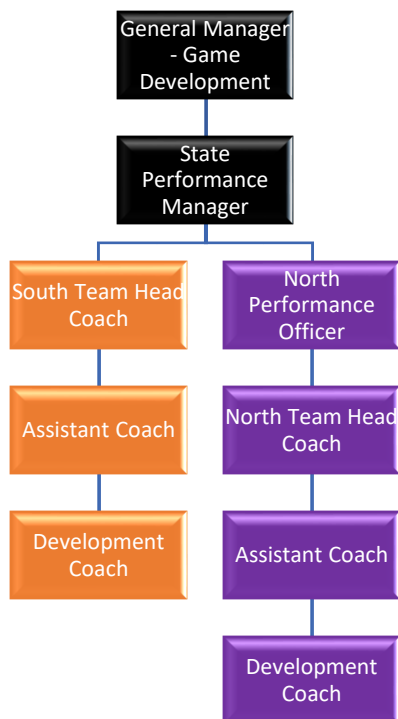 General Manager
- Game
Development
State
Performance
Manager
South Team Head
Coach
North
Performance
Officer
Assistant Coach
North Team Head
Coach
Development
Coach
Assistant Coach
Development
Coach